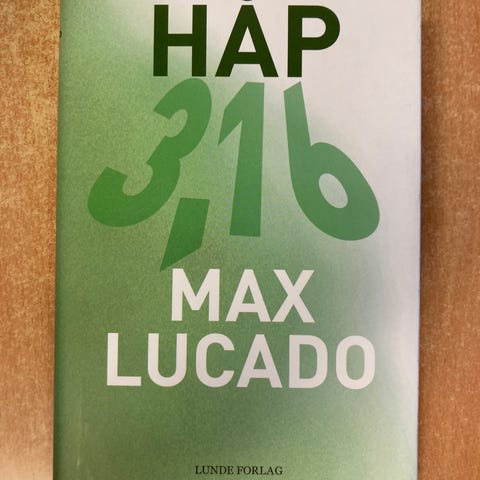 HÅP
3,16
MAX
LUCADO
LUNDE FORLAG